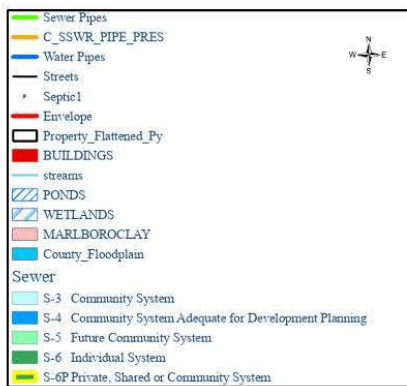 Sewer Pipes
C_SSWR_PIPE_PRES
Water Pipes
Streets
Septic1
Envelope
Property_Flattened_Py
BUILDINGS
streams
PONDS
WETLANDS
MARLBOROCLAY
County_Floodplain
Sewer
S-3 Community System
S-4 Community System Adequate for Development Planning
S-5 Future Community System
S-6 Individual System
S-6P Private, Shared or Community System
N
W E
S